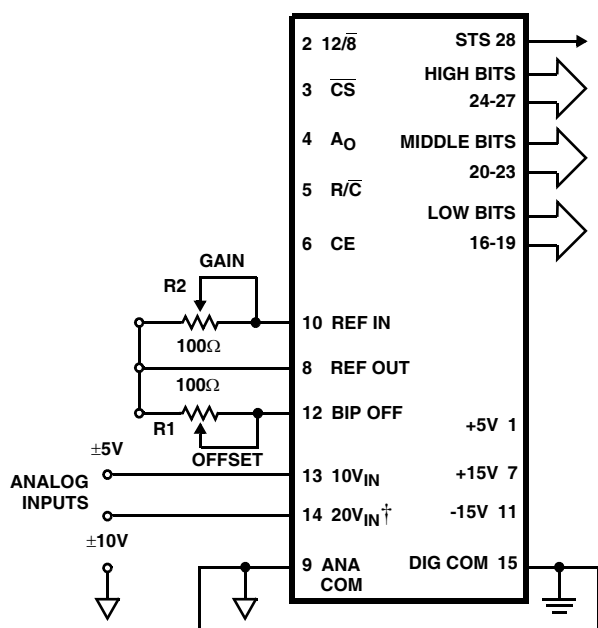 2 12/8̅
STS 28
HIGH BITS
24-27
3 C̅S̅
4 AO
MIDDLE BITS
20-23
5 R/C̅
LOW BITS
16-19
6 CE
GAIN
R2
100Ω
10 REF IN
8 REF OUT
100Ω
R1
OFFSET
12 BIP OFF
+5V 1
±5V
ANALOG
INPUTS
13 10VIN
+15V 7
14 20VIN†
-15V 11
±10V
9 ANA
COM
DIG COM 15